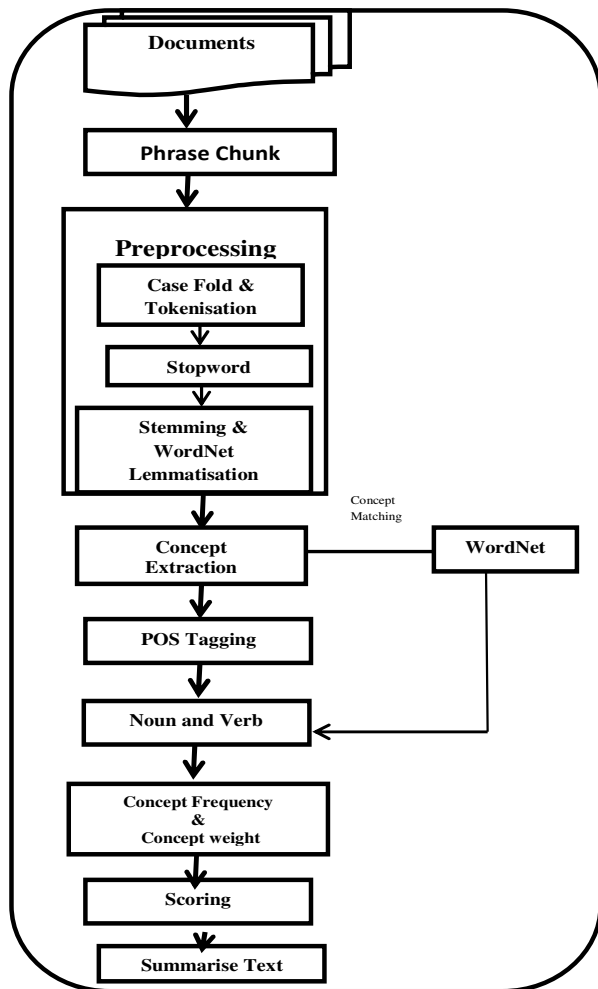 Documents
Phrase Chunk
Preprocessing
Case Fold &
Tokenisation
Stopword
Stemming &
WordNet
Lemmatisation
Concept
Matching
Concept
Extraction
WordNet
POS Tagging
Noun and Verb
Concept Frequency
&
Concept weight
Scoring
Summarise Text